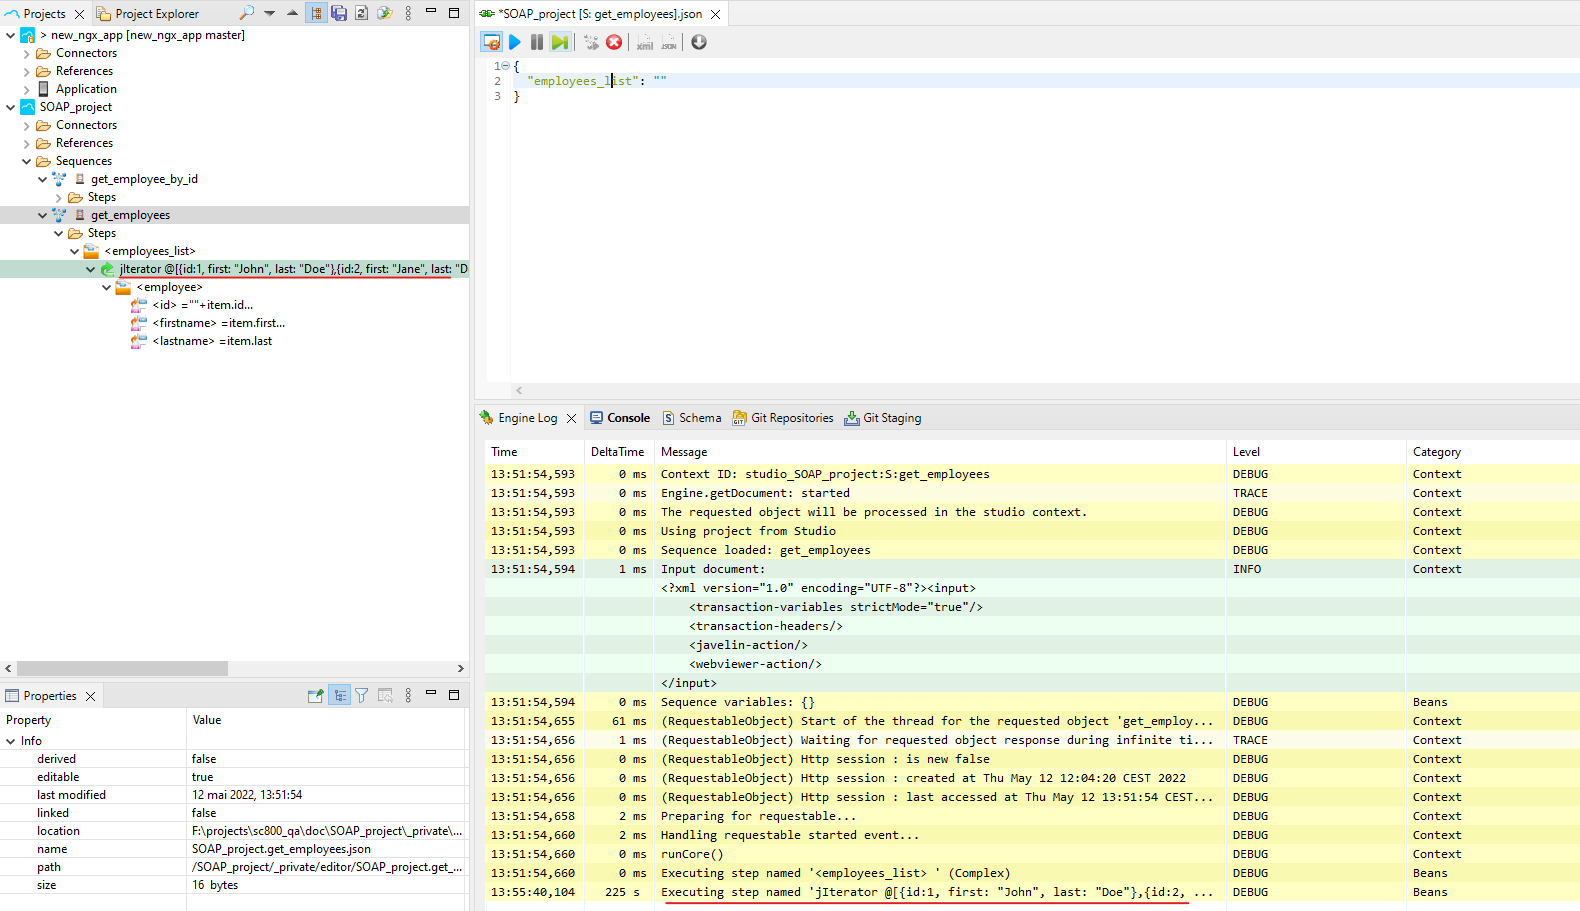 Projects
Project Explorer
> new_ngx_app [new_ngx_app master]
Connectors
References
Application
SOAP_project
Connectors
References
Sequences
get_employee_by_id
Steps
get_employees
Steps
<employees_list>
jIterator @[{id:1, first: "John", last: "Doe"},{id:2, first: "Jane", last: "D
<employee>
<id> =""+item.id...
<firstname> =item.first...
<lastname> =item.last
Properties
Property Value
Info
derived false
editable true
last modified 12 mai 2022, 13:51:54
linked false
location F:\projects\sc800_qa\doc\SOAP_project\_private\...
name SOAP_project.get_employees.json
path /SOAP_project/_private/editor/SOAP_project.get_...
size 16 bytes
*SOAP_project [S: get_employees].json
xml JSON
1 {
2 "employees_list": ""
3 }
Engine Log
Console
Schema
Git Repositories
Git Staging
Time DeltaTime Message Level Category
13:51:54,593 0 ms Context ID: studio_SOAP_project:S:get_employees DEBUG Context
13:51:54,593 0 ms Engine.getDocument: started TRACE Context
13:51:54,593 0 ms The requested object will be processed in the studio context. DEBUG Context
13:51:54,593 0 ms Using project from Studio DEBUG Context
13:51:54,593 0 ms Sequence loaded: get_employees DEBUG Context
13:51:54,594 1 ms Input document: INFO Context
<?xml version="1.0" encoding="UTF-8"?><input>
<transaction-variables strictMode="true"/>
<transaction-headers/>
<javelin-action/>
<webviewer-action/>
</input>
13:51:54,594 0 ms Sequence variables: {} DEBUG Beans
13:51:54,655 61 ms (RequestableObject) Start of the thread for the requested object 'get_employ... DEBUG Context
13:51:54,656 1 ms (RequestableObject) Waiting for requested object response during infinite ti... TRACE Context
13:51:54,656 0 ms (RequestableObject) Http session : is new false DEBUG Context
13:51:54,656 0 ms (RequestableObject) Http session : created at Thu May 12 12:04:20 CEST 2022 DEBUG Context
13:51:54,656 0 ms (RequestableObject) Http session : last accessed at Thu May 12 13:51:54 CEST... DEBUG Context
13:51:54,658 2 ms Preparing for requestable... DEBUG Context
13:51:54,660 2 ms Handling requestable started event... DEBUG Context
13:51:54,660 0 ms runCore() DEBUG Context
13:51:54,660 0 ms Executing step named '<employees_list> ' (Complex) DEBUG Beans
13:55:40,104 225 s Executing step named 'jIterator @[{id:1, first: "John", last: "Doe"},{id:2, ... DEBUG Beans